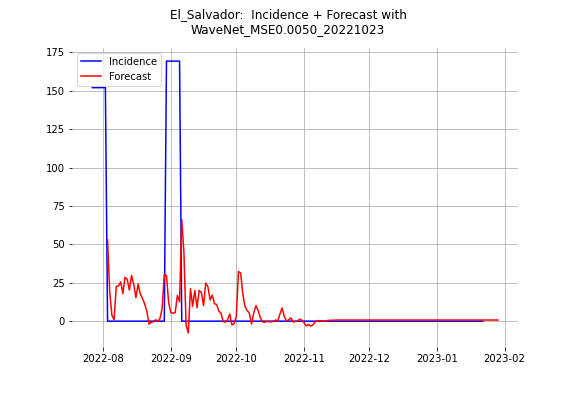 El_Salvador:  Incidence + Forecast with
WaveNet_MSE0.0050_20221023
Incidence
Forecast
175
150
125
100
75
50
25
0
2022-08 2022-09 2022-10 2022-11 2022-12 2023-01 2023-02